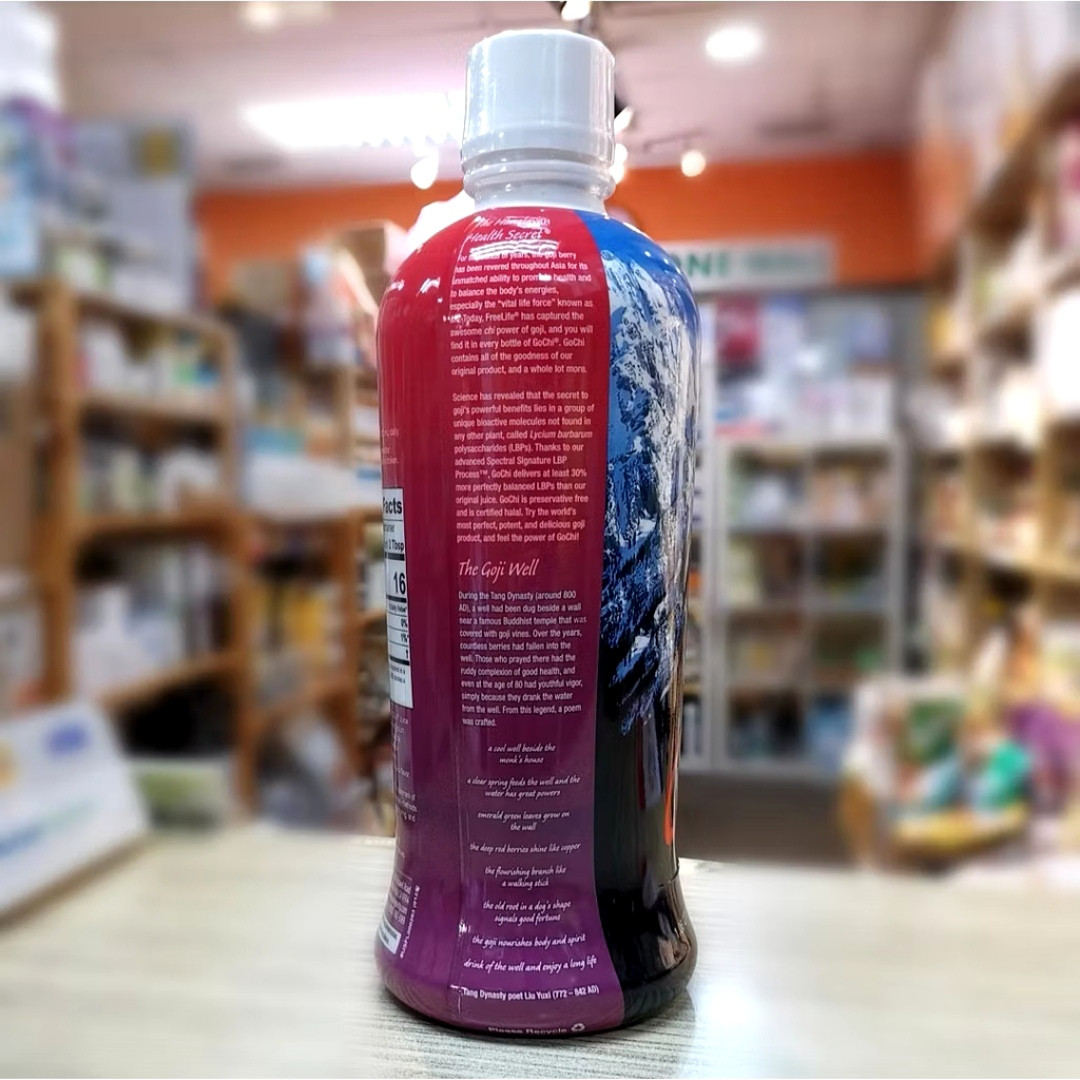 The
Health Secret
For of years, the goji berry
has been revered throughout Asia for its
unmatched ability to promote health and
to balance the body's energies,
especially the "vital life force" known as
Today, FreeLife® has captured the
awesome chi power of goji, and you will
find it in every bottle of GoChi®. GoChi
contains all of the goodness of our
original product, and a whole lot more.
Science has revealed that the secret to
goji's powerful benefits lies in a group of
unique bioactive molecules not found in
any other plant, called Lycium barbarum
polysaccharides (LBPs). Thanks to our
advanced Spectral Signature LBP
Process™, GoChi delivers at least 30%
more perfectly balanced LBPs than our
original juice. GoChi is preservative free
and is certified halal. Try the world's
most perfect, potent, and delicious goji
product, and feel the power of GoChi!
The Goji Well
During the Tang Dynasty (around 800
AD), a well had been dug beside a wall
near a famous Buddhist temple that was
covered with goji vines. Over the years,
countless berries had fallen into the
well. Those who prayed there had the
ruddy complexion of good health, and
even at the age of 80 had youthful vigor,
simply because they drank the water
from the well. From this legend, a poem
was crafted.
a cool well beside the
monk's house
a clear spring feeds the well and the
water has great powers
emerald green leaves grow on
the wall
the deep red berries shine like copper
the flourishing branch like
a walking stick
the old root in a dog's shape
signals good fortune
the goji nourishes body and spirit
drink of the well and enjoy a long life
Tang Dynasty poet Liu Yuxi (772 – 842 AD)
Please Recycle
Facts
1 Tbsp
16
0%
1%